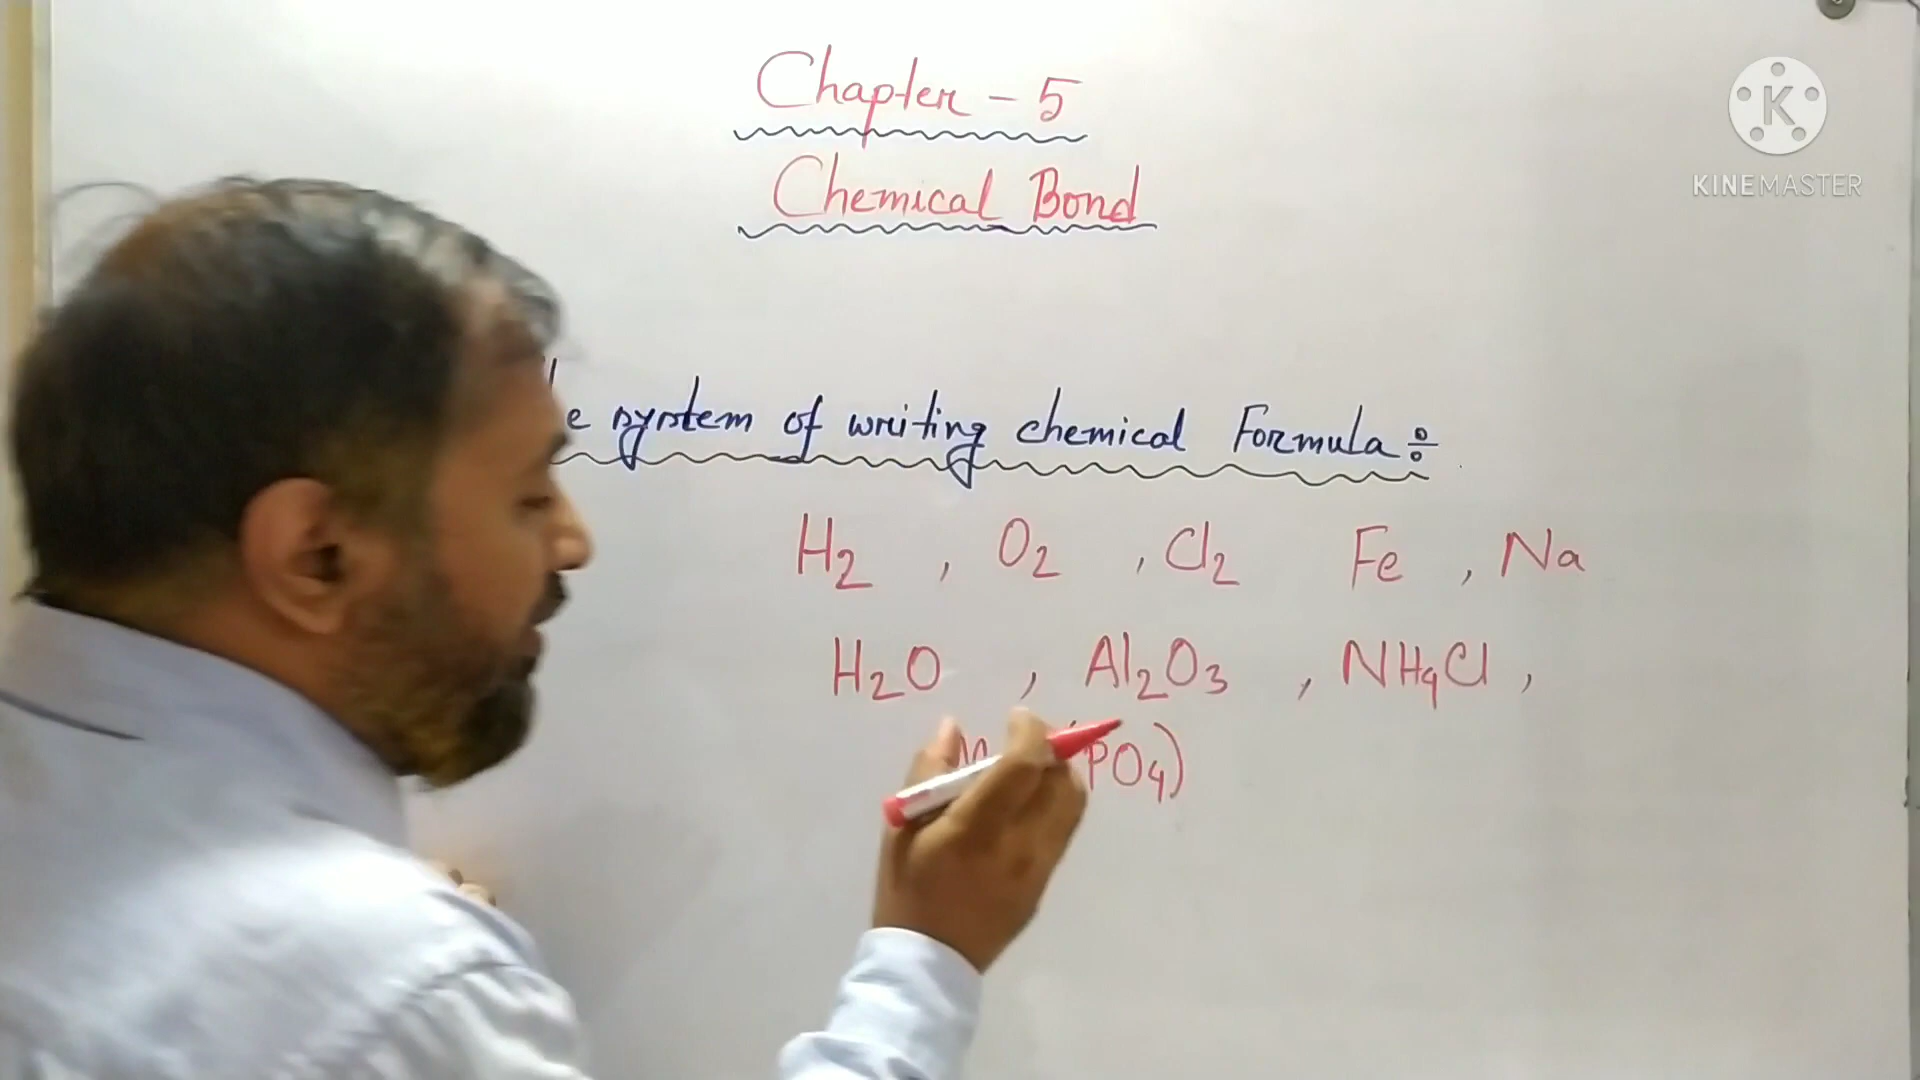 Chapter - 5
Chemical Bond
KINEMASTER
system of writing chemical Formula÷
H2 , O2 , Cl2 Fe , Na
H2O , Al2O3 , NH4Cl ,
(PO4)